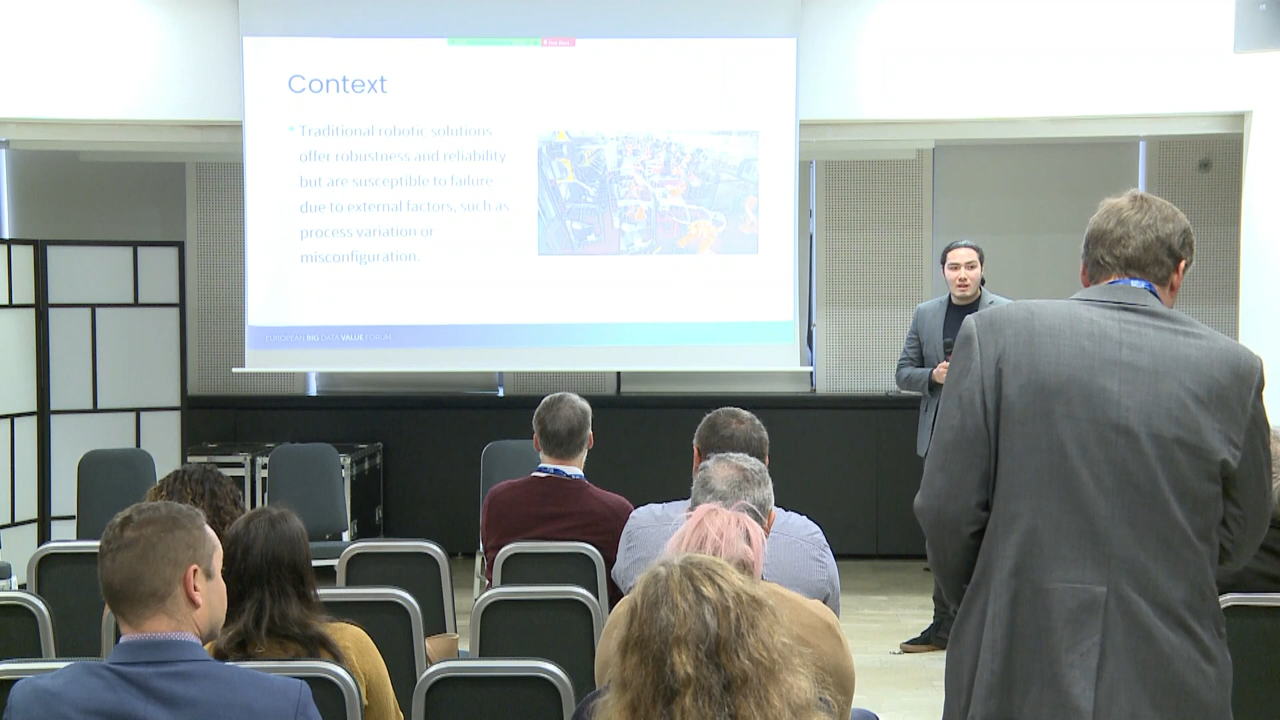 Context
Traditional robotic solutions
offer robustness and reliability
but are susceptible to failure
due to external factors, such as
process variation or
misconfiguration.
EUROPEAN BIG DATA VALUE FORUM